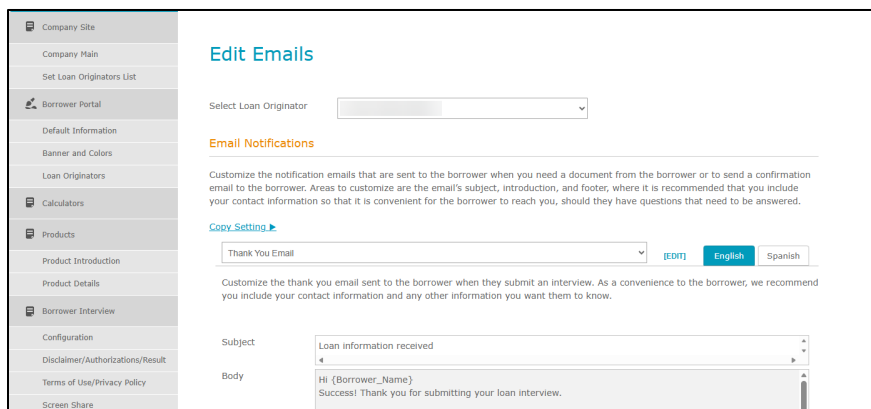 Company Site
Company Main
Set Loan Originators List
Borrower Portal
Default Information
Banner and Colors
Loan Originators
Calculators
Products
Product Introduction
Product Details
Borrower Interview
Configuration
Disclaimer/Authorizations/Result
Terms of Use/Privacy Policy
Screen Share
Edit Emails
Select Loan Originator
Email Notifications
Customize the notification emails that are sent to the borrower when you need a document from the borrower or to send a confirmation
email to the borrower. Areas to customize are the email's subject, introduction, and footer, where it is recommended that you include
your contact information so that it is convenient for the borrower to reach you, should they have questions that need to be answered.
Copy Setting ▶
Thank You Email [EDIT] English Spanish
Customize the thank you email sent to the borrower when they submit an interview. As a convenience to the borrower, we recommend
you include your contact information and any other information you want them to know.
Subject Loan information received
Body Hi {Borrower_Name}
Success! Thank you for submitting your loan interview.